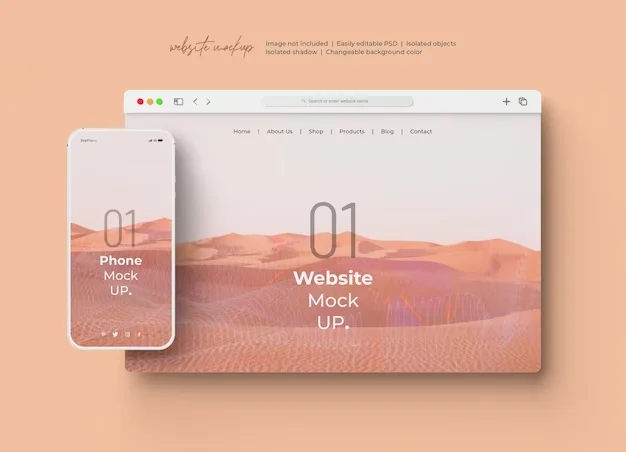 website mockup
Image not included | Easily editable PSD | Isolated objects
Isolated shadow | Changeable background color
Search or enter website name
Home | About Us | Shop | Products | Blog | Contact
01
Website
Mock
UP.
01
Phone
Mock
UP.